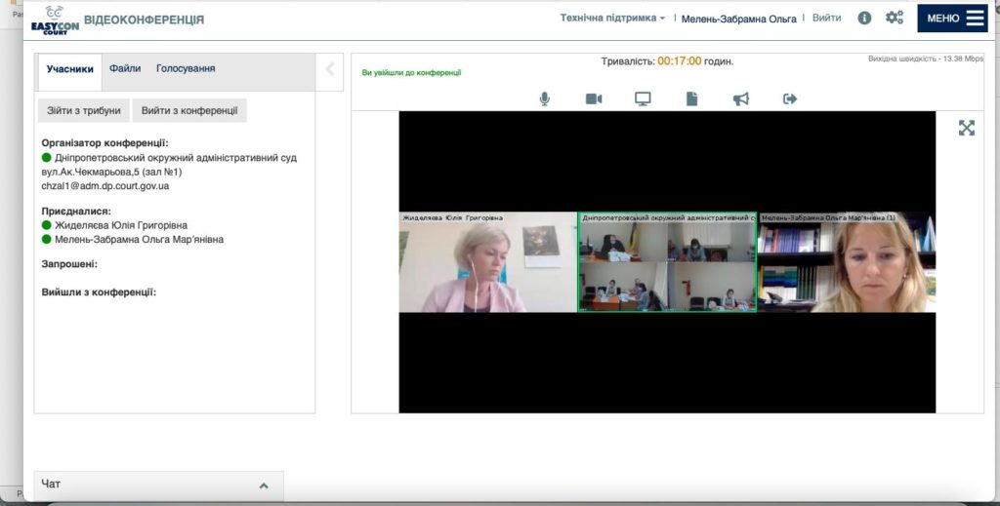 EASYCON
COURT
ВІДЕОКОНФЕРЕНЦІЯ
Технічна підтримка
Мелень-Забрамна Ольга
Вийти
МЕНЮ
Учасники
Файли
Голосування
Зійти з трибуни
Вийти з конференції
Організатор конференції:
Дніпропетровський окружний адміністративний суд
вул.Ак.Чекмарьова,5 (зал №1)
chzal1@adm.dp.court.gov.ua
Приєдналися:
Жиделяєва Юлія Григорівна
Мелень-Забрамна Ольга Мар'янівна
Запрошені:
Вийшли з конференції:
Ви увійшли до конференції
Тривалість: 00:17:00 годин.
Вихідна швидкість - 13.38 Mbps
Жиделяєва Юлія Григорівна
Дніпропетровський окружний адміністративний с
Мелень-Забрамна Ольга Мар'янівна (1)
Чат